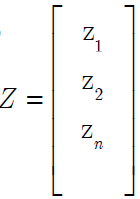 Z = [ z₁
z₂
zₙ ]